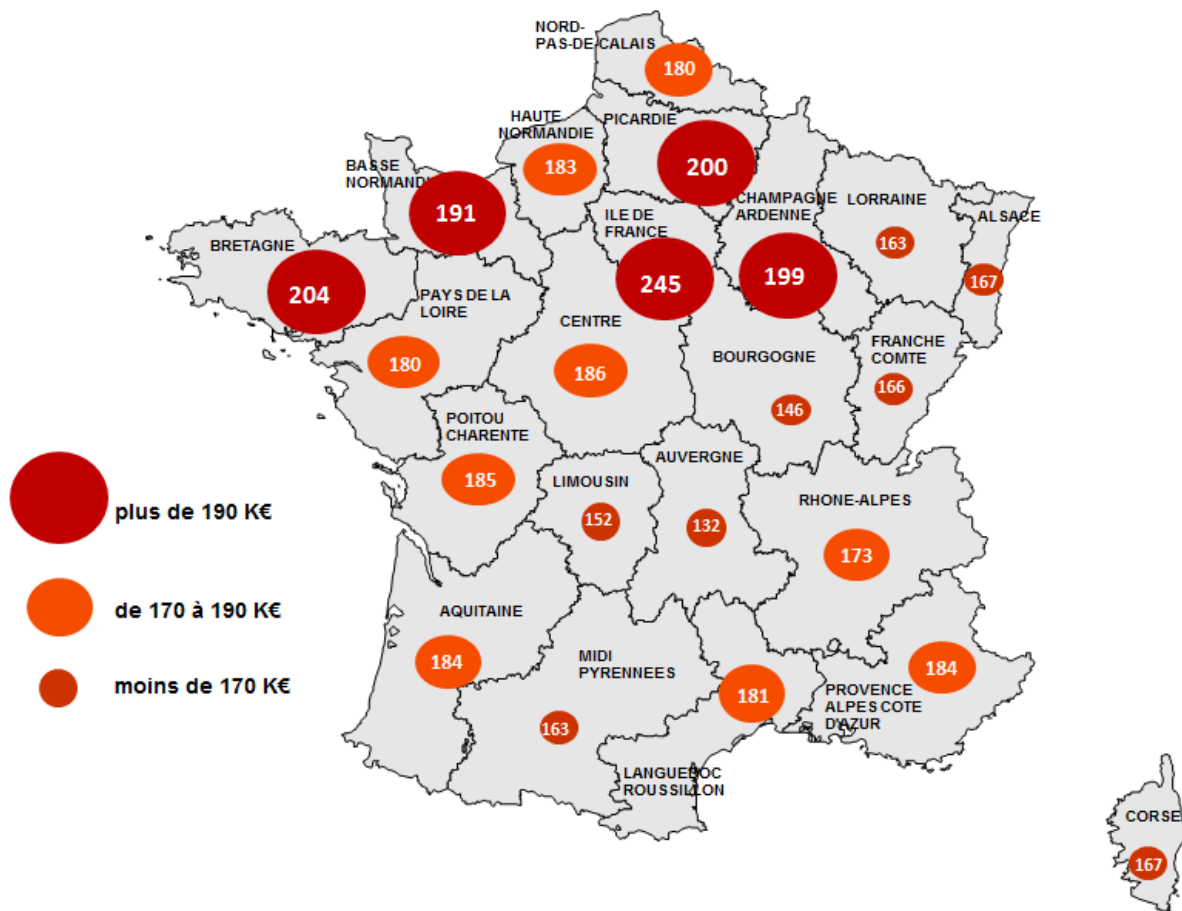 NORD-
PAS-DE-CALAIS
180
HAUTE
NORMANDIE
183
PICARDIE
200
BASSE
NORMANDI
191
CHAMPAGNE
ARDENNE
199
LORRAINE
163
ALSACE
167
ILE DE
FRANCE
245
BRETAGNE
204
PAYS DE LA
LOIRE
180
CENTRE
186
BOURGOGNE
146
FRANCHE
COMTE
166
POITOU
CHARENTE
185
LIMOUSIN
152
AUVERGNE
132
RHONE-ALPES
173
plus de 190 K€
de 170 à 190 K€
moins de 170 K€
AQUITAINE
184
MIDI
PYRENNEES
163
181
LANGUEDOC
ROUSSILLON
184
PROVENCE
ALPES COTE
D'AZUR
CORSE
167